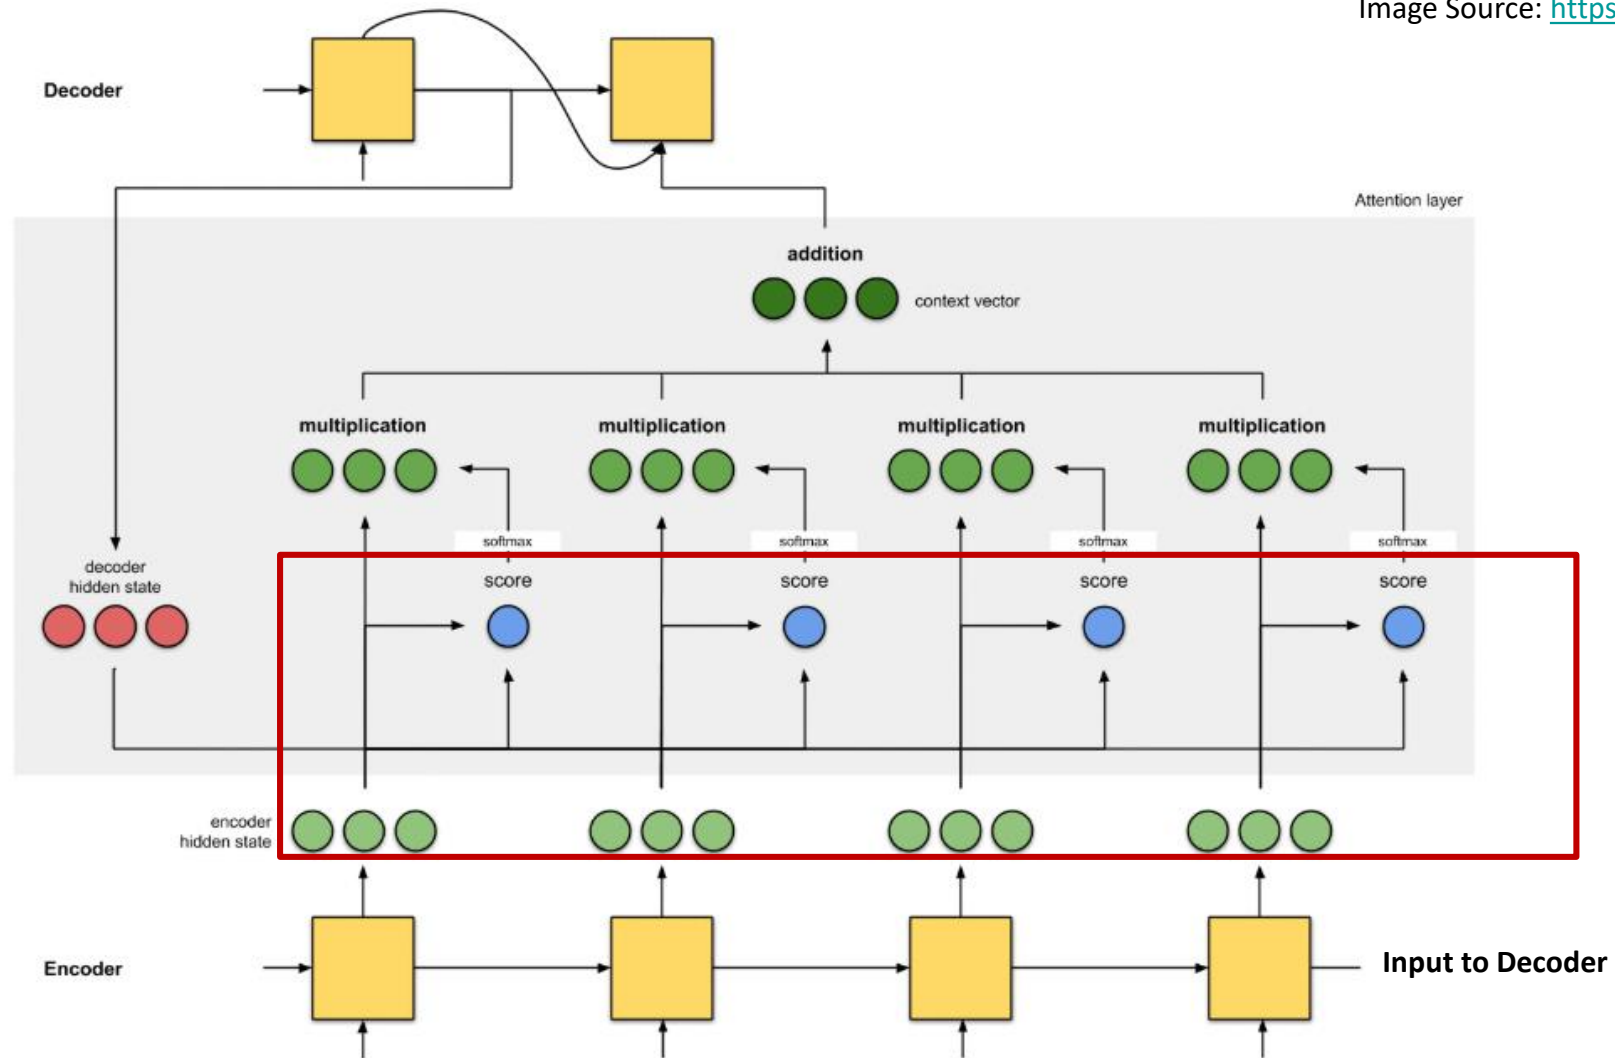 Image Source: https
Decoder
Attention layer
addition
context vector
multiplication
multiplication
multiplication
multiplication
softmax
softmax
softmax
softmax
decoder
hidden state
score
score
score
score
encoder
hidden state
Encoder
Input to Decoder